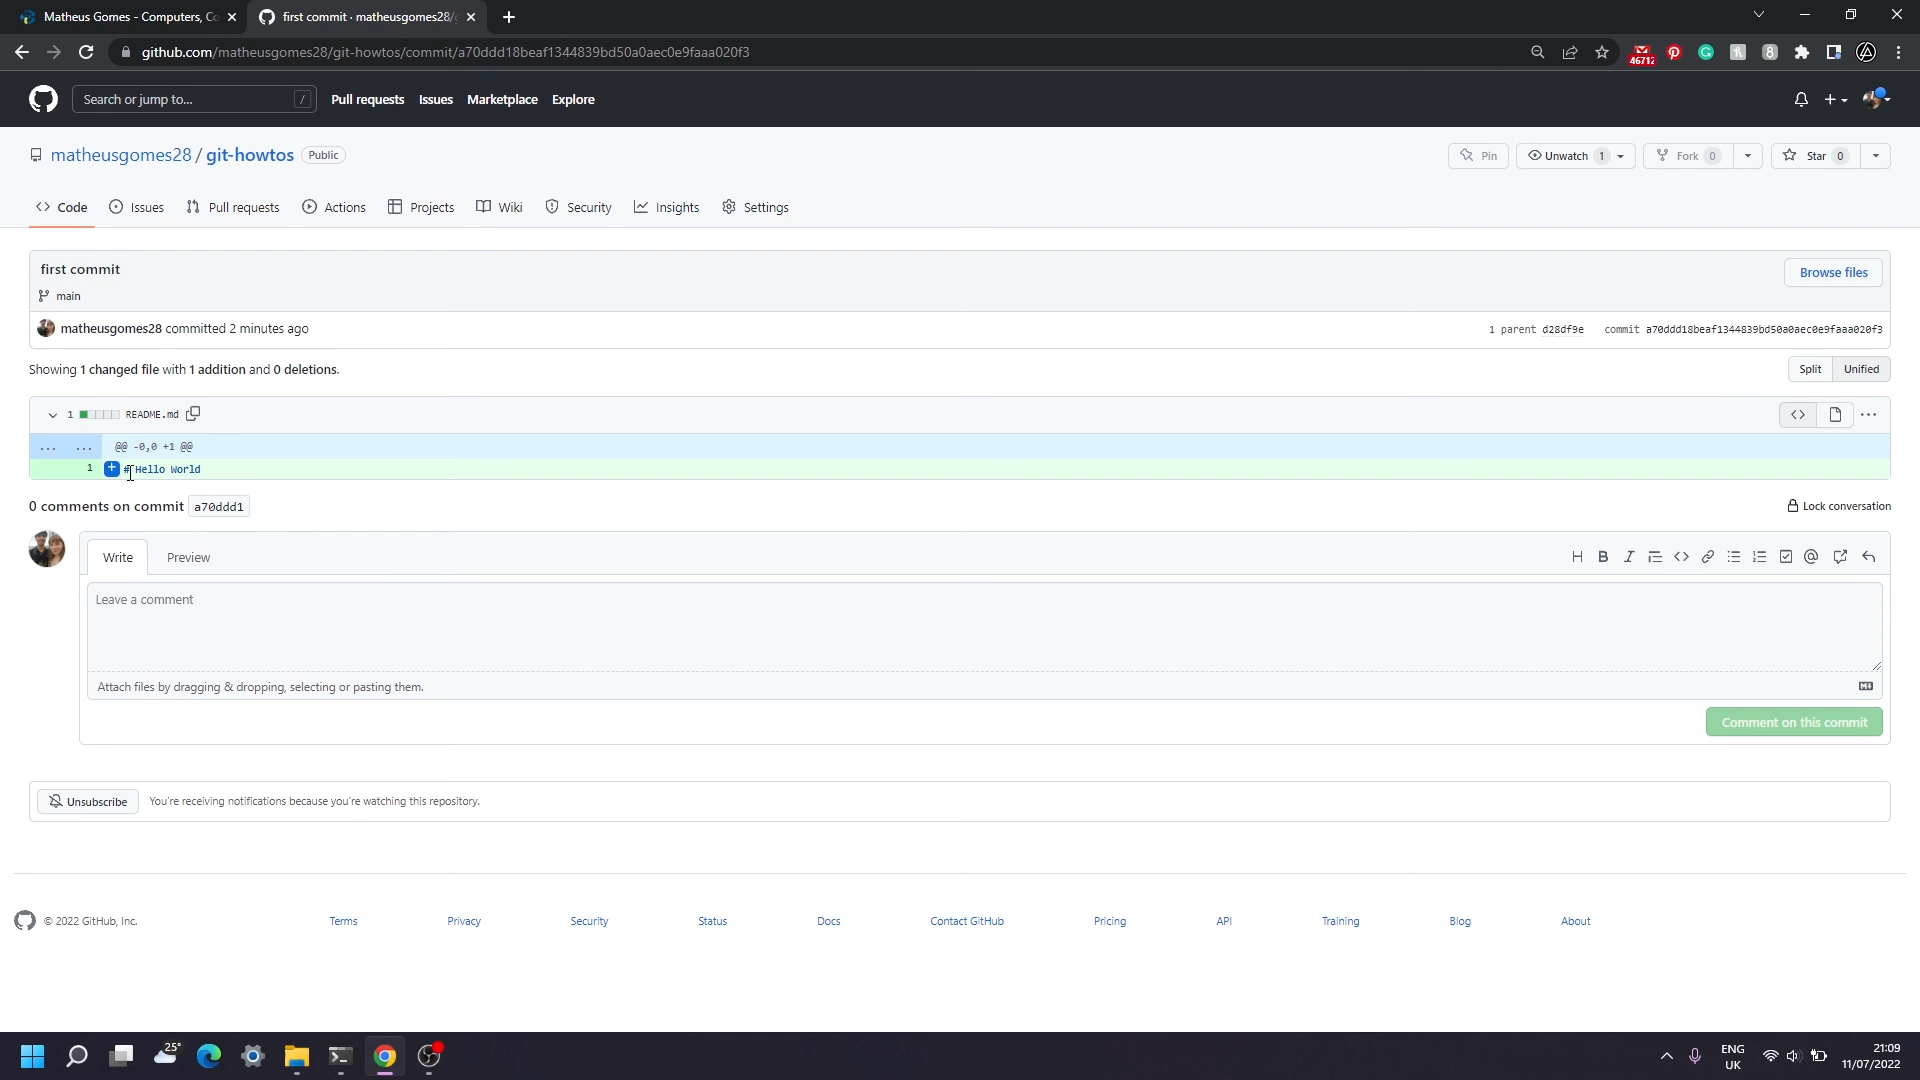 Matheus Gomes - Computers, Co
first commit · matheusgomes28/g
github.com/matheusgomes28/git-howtos/commit/a70ddd18beaf1344839bd50a0aec0e9faaa020f3
46712
Search or jump to...
/
Pull requests
Issues
Marketplace
Explore
matheusgomes28 / git-howtos
Public
Pin
Unwatch 1
Fork 0
Star 0
Code
Issues
Pull requests
Actions
Projects
Wiki
Security
Insights
Settings
first commit
Browse files
main
matheusgomes28 committed 2 minutes ago
1 parent d28df9e commit a70ddd18beaf1344839bd50a0aec0e9faaa020f3
Showing 1 changed file with 1 addition and 0 deletions.
Split
Unified
1 README.md
... ... @@ -0,0 +1 @@
1 + # Hello World
0 comments on commit a70ddd1
Lock conversation
Write
Preview
Leave a comment
Attach files by dragging & dropping, selecting or pasting them.
Comment on this commit
Unsubscribe
You're receiving notifications because you're watching this repository.
© 2022 GitHub, Inc.
Terms
Privacy
Security
Status
Docs
Contact GitHub
Pricing
API
Training
Blog
About
25°
ENG
UK
21:09
11/07/2022